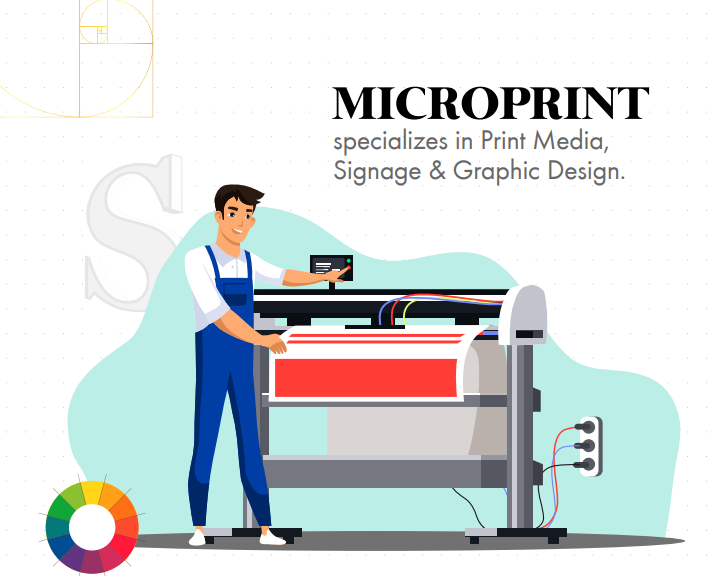 MICROPRINT
specializes in Print Media,
Signage & Graphic Design.
S